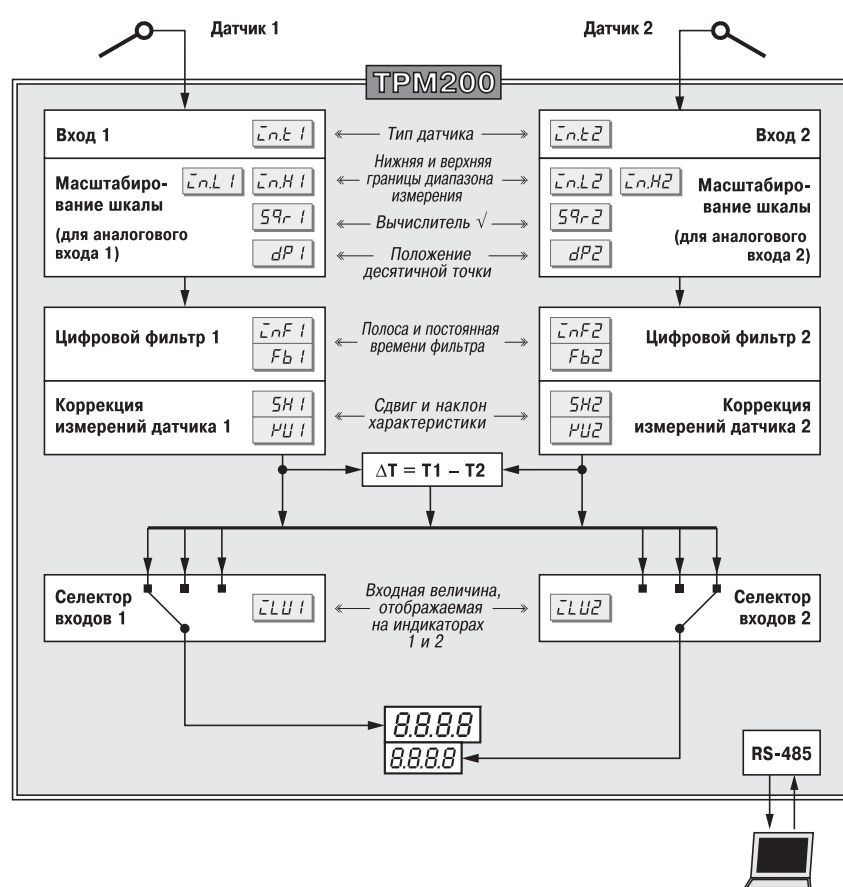 Датчик 1
Датчик 2
ТРМ200
Вход 1
in.t1
Тип датчика
in.t2
Вход 2
Масштабиро-
вание шкалы
(для аналогового
входа 1)
in.L1 in.H1
Нижняя и верхняя
границы диапазона
измерения
in.L2 in.H2
Масштабиро-
вание шкалы
(для аналогового
входа 2)
Sqr1
Вычислитель √
Sqr2
dP1
Положение
десятичной точки
dP2
Цифровой фильтр 1
inF1
Fb1
Полоса и постоянная
времени фильтра
inF2
Fb2
Цифровой фильтр 2
Коррекция
измерений датчика 1
SH1
KU1
Сдвиг и наклон
характеристики
SH2
KU2
Коррекция
измерений датчика 2
ΔT = T1 – T2
Селектор
входов 1
iLU1
Входная величина,
отображаемая
на индикаторах
1 и 2
iLU2
Селектор
входов 2
8.8.8.8
8.8.8.8
RS-485